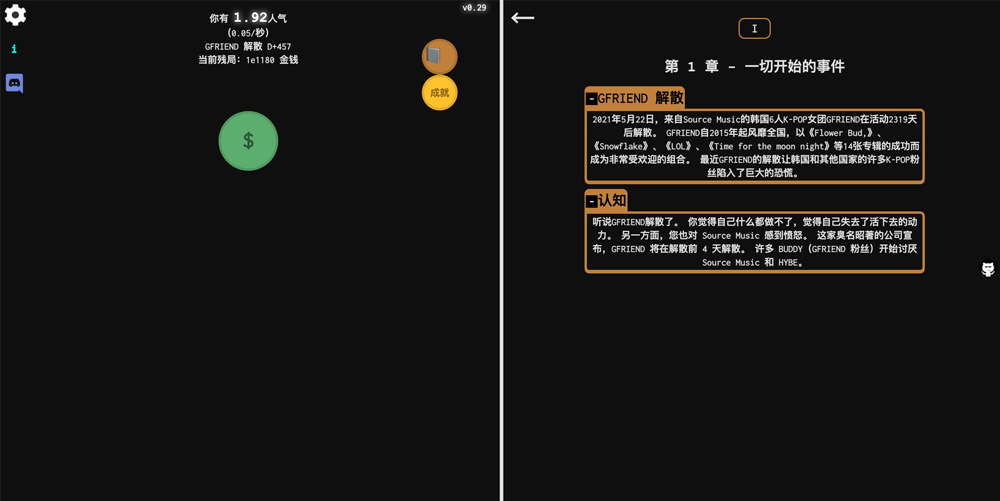 v0.29
你有 1.92人气
(0.05/秒)
GFRIEND 解散 D+457
当前残局: 1e1180 金钱
i
成就
$
I
第 1 章 - 一切开始的事件
-GFRIEND 解散
2021年5月22日，来自Source Music的韩国6人K-POP女团GFRIEND在活动2319天
后解散。 GFRIEND自2015年起风靡全国，以《Flower Bud,》、
《Snowflake》、《LOL》、《Time for the moon night》等14张专辑的成功而
成为非常受欢迎的组合。 最近GFRIEND的解散让韩国和其他国家的许多K-POP粉
丝陷入了巨大的恐慌。
-认知
听说GFRIEND解散了。 你觉得自己什么都做不了，觉得自己失去了活下去的动
力。 另一方面，您也对 Source Music 感到愤怒。 这家臭名昭著的公司宣
布，GFRIEND 将在解散前 4 天解散。 许多 BUDDY（GFRIEND 粉丝）开始讨厌
Source Music 和 HYBE。